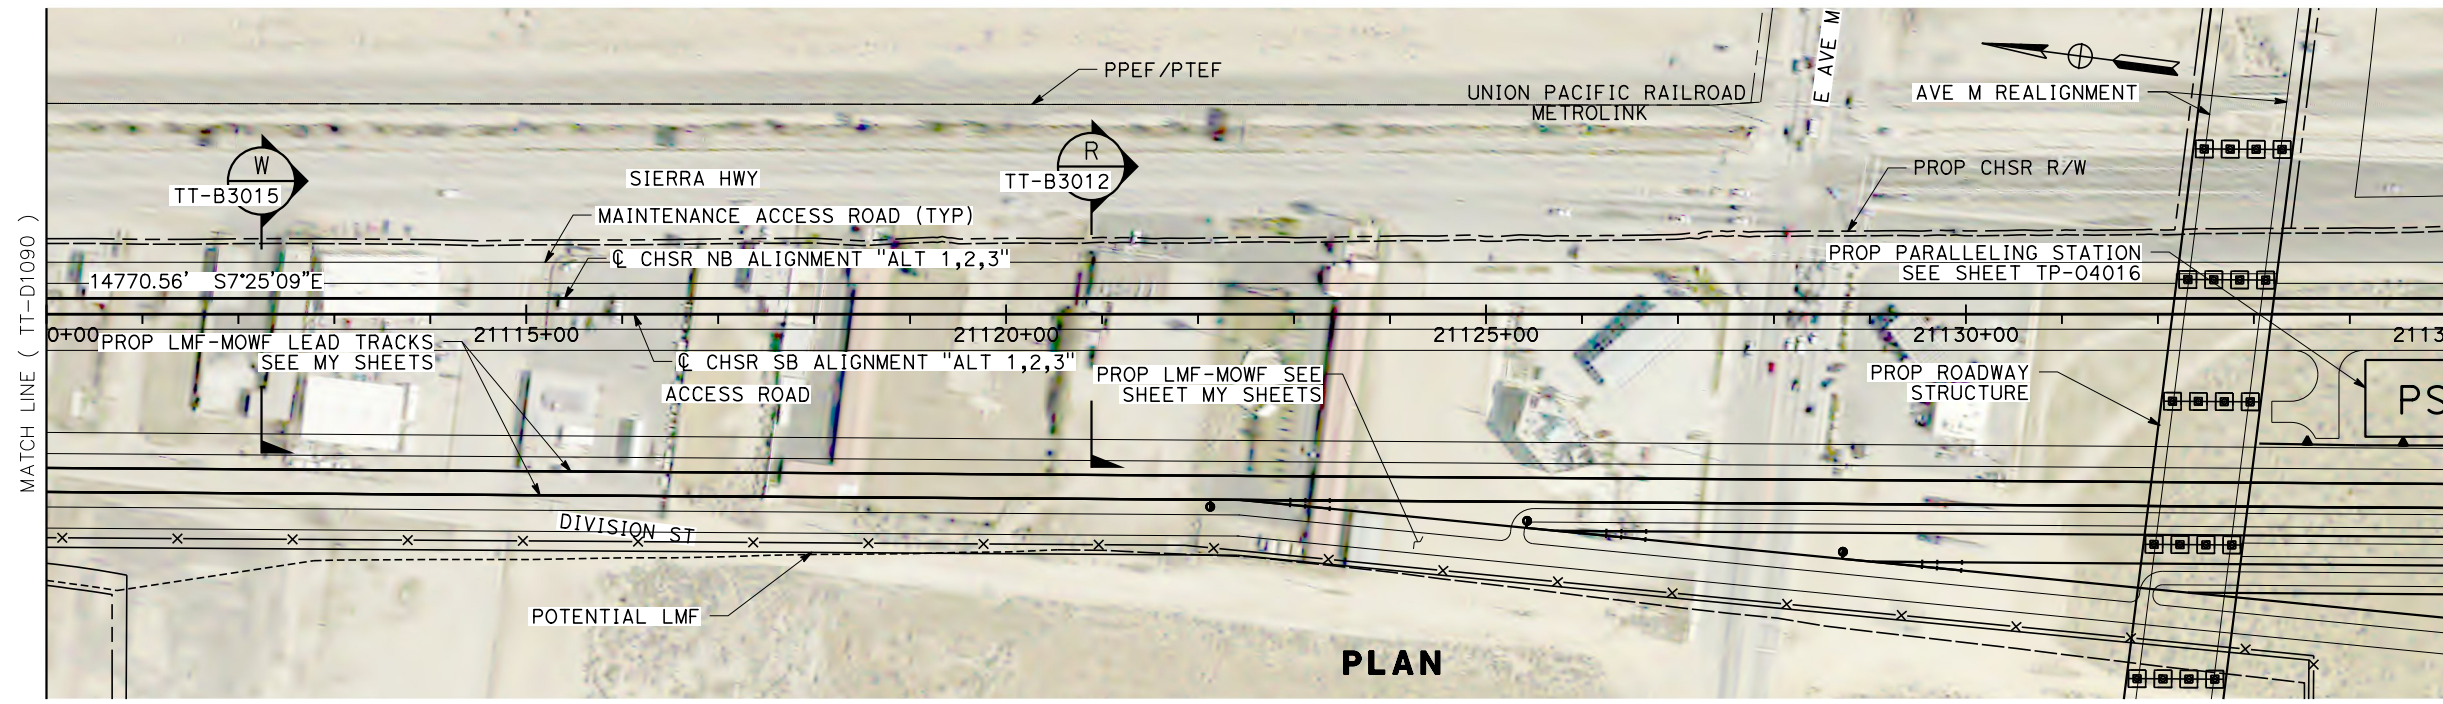 PPEF/PTEF
UNION PACIFIC RAILROAD
METROLINK
E AVE M
AVE M REALIGNMENT
W
TT-B3015
R
TT-B3012
SIERRA HWY
PROP CHSR R/W
MAINTENANCE ACCESS ROAD (TYP)
℄ CHSR NB ALIGNMENT "ALT 1,2,3"
PROP PARALLELING STATION
SEE SHEET TP-04016
14770.56' S7°25'09"E
MATCH LINE ( TT-D1090 )
0+00
21115+00
21120+00
21125+00
21130+00
2113
PROP LMF-MOWF LEAD TRACKS
SEE MY SHEETS
℄ CHSR SB ALIGNMENT "ALT 1,2,3"
ACCESS ROAD
PROP LMF-MOWF SEE
SHEET MY SHEETS
PROP ROADWAY
STRUCTURE
PS
DIVISION ST
POTENTIAL LMF
PLAN